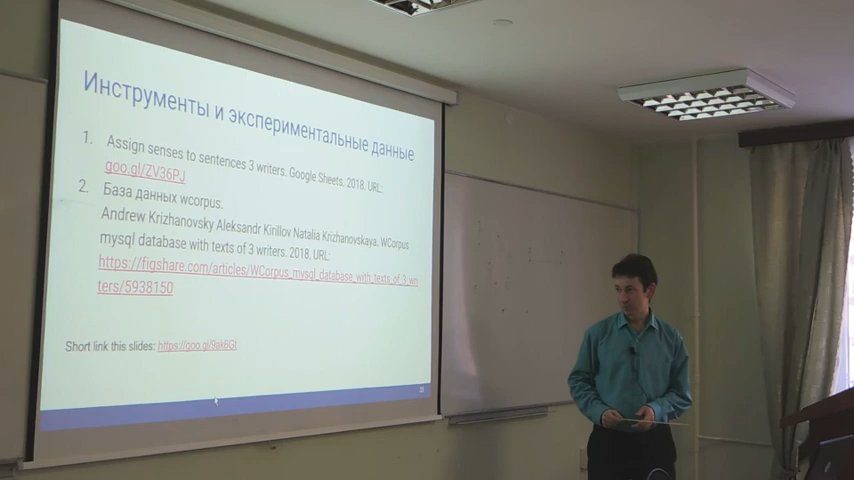 Инструменты и экспериментальные данные
1. Assign senses to sentences 3 writers. Google Sheets. 2018. URL:
goo.gl/ZV36PJ
2. База данных wcorpus.
Andrew Krizhanovsky Aleksandr Kirillov Natalia Krizhanovskaya. WCorpus
mysql database with texts of 3 writers. 2018. URL:
https://figshare.com/articles/WCorpus_mysql_database_with_texts_of_3_wri
ters/5938150
Short link this slides: https://goo.gl/9ak6Gt